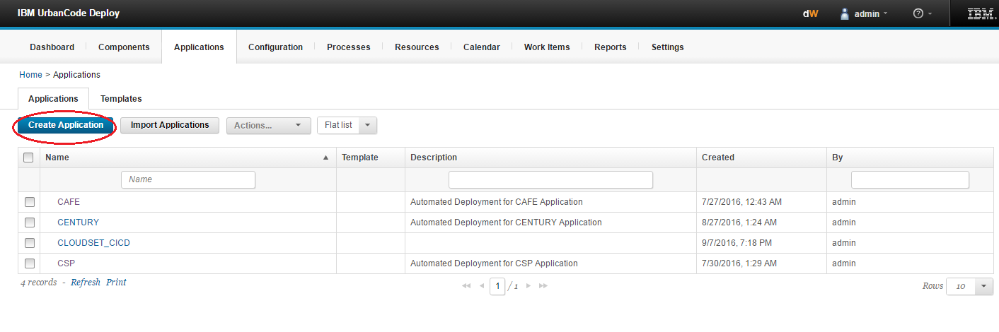 IBM UrbanCode Deploy dW admin ? IBM.
Dashboard Components Applications Configuration Processes Resources Calendar Work Items Reports Settings
Home > Applications
Applications Templates
Create Application Import Applications Actions... Flat list
Name Template Description Created By
Name
CAFE Automated Deployment for CAFE Application 7/27/2016, 12:43 AM admin
CENTURY Automated Deployment for CENTURY Application 8/27/2016, 1:24 AM admin
CLOUDSET_CICD 9/7/2016, 7:18 PM admin
CSP Automated Deployment for CSP Application 7/30/2016, 1:29 AM admin
4 records - Refresh Print 1 / 1 Rows 10